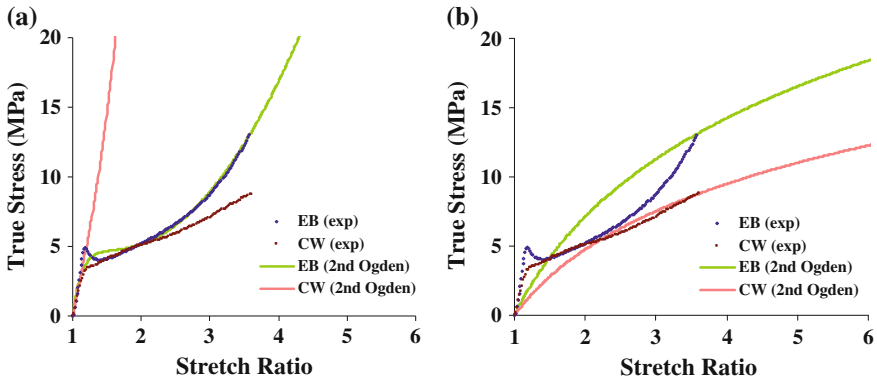 (a)
True Stress (MPa)
20
15
10
5
0
1 2 3 4 5 6
Stretch Ratio
EB (exp)
CW (exp)
EB (2nd Ogden)
CW (2nd Ogden)
(b)
True Stress (MPa)
20
15
10
5
0
1 2 3 4 5 6
Stretch Ratio
EB (exp)
CW (exp)
EB (2nd Ogden)
CW (2nd Ogden)